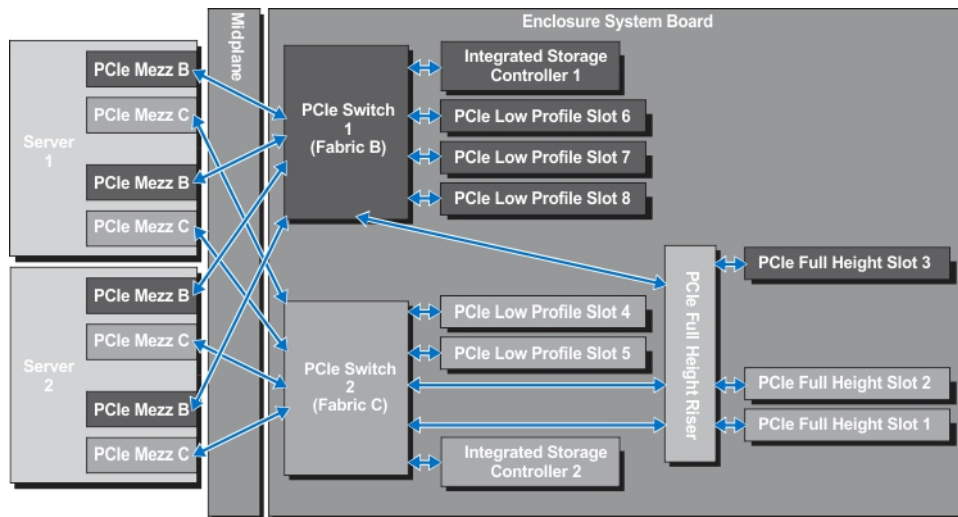 Enclosure System Board
Midplane
Server
1
PCIe Mezz B
PCIe Mezz C
PCIe Mezz B
PCIe Mezz C
Server
2
PCIe Mezz B
PCIe Mezz C
PCIe Mezz B
PCIe Mezz C
PCIe Switch
1
(Fabric B)
Integrated Storage
Controller 1
PCIe Low Profile Slot 6
PCIe Low Profile Slot 7
PCIe Low Profile Slot 8
PCIe Switch
2
(Fabric C)
PCIe Low Profile Slot 4
PCIe Low Profile Slot 5
Integrated Storage
Controller 2
PCIe Full Height Riser
PCIe Full Height Slot 3
PCIe Full Height Slot 2
PCIe Full Height Slot 1